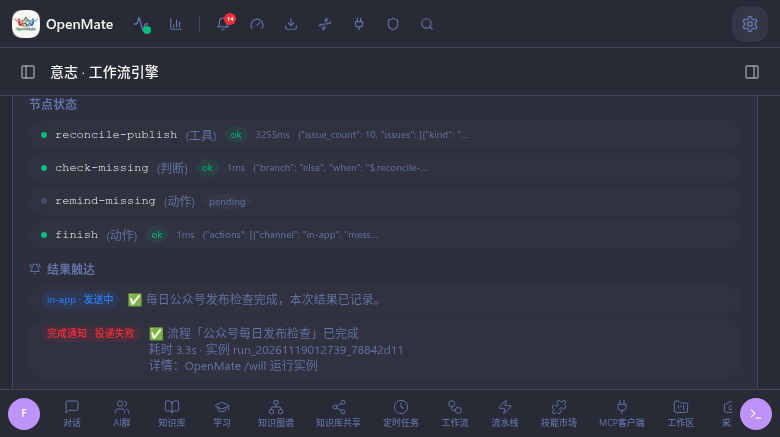 OpenMate
14
意志 · 工作流引擎
节点状态
reconcile-publish (工具) ok 3255ms {"issue_count": 10, "issues": [{"kind": "...
check-missing (判断) ok 1ms {"branch": "else", "when": "$.reconcile-...
remind-missing (动作) pending
finish (动作) ok 1ms {"actions": [{"channel": "in-app", "mess...
结果触达
in-app · 发送中 ✅ 每日公众号发布检查完成，本次结果已记录。
完成通知 · 投递失败 ✅ 流程「公众号每日发布检查」已完成
耗时 3.3s · 实例 run_20261119012739_78842d11
详情：OpenMate /will 运行实例
F 对话 AI群 知识库 学习 知识图谱 知识库共享 定时任务 工作流 流水线 技能市场 MCP客户端 工作区 采